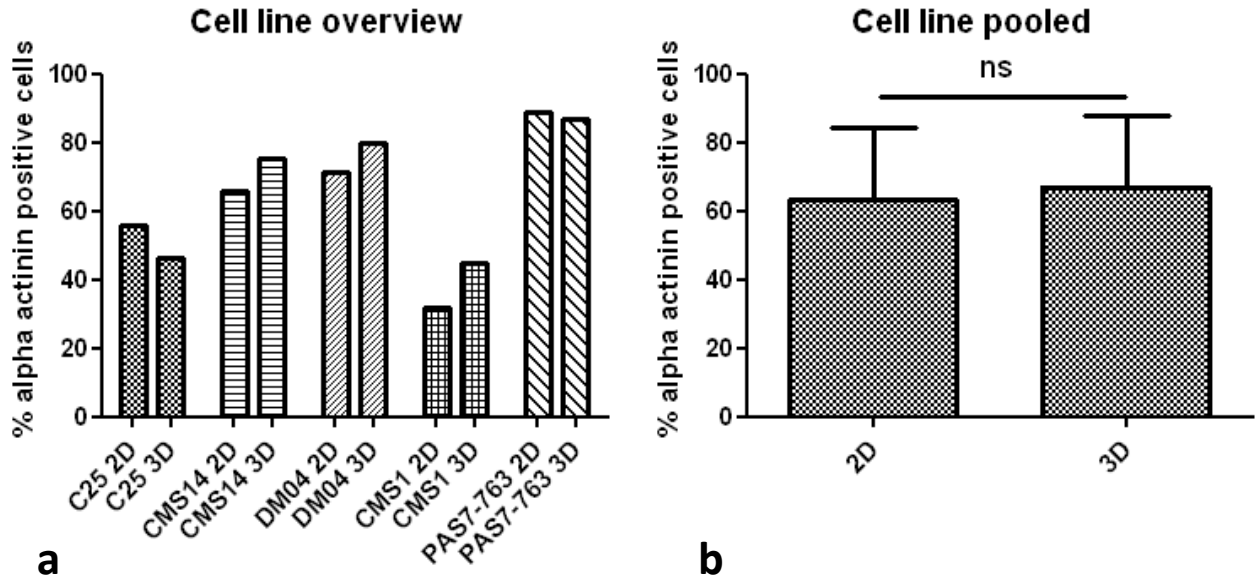 Cell line overview
% alpha actinin positive cells
100
80
60
40
20
0
C25 2D
C25 3D
CMS14 2D
CMS14 3D
DM04 2D
DM04 3D
CMS1 2D
CMS1 3D
PAS7-763 2D
PAS7-763 3D
a
Cell line pooled
ns
% alpha actinin positive cells
100
80
60
40
20
0
2D
3D
b